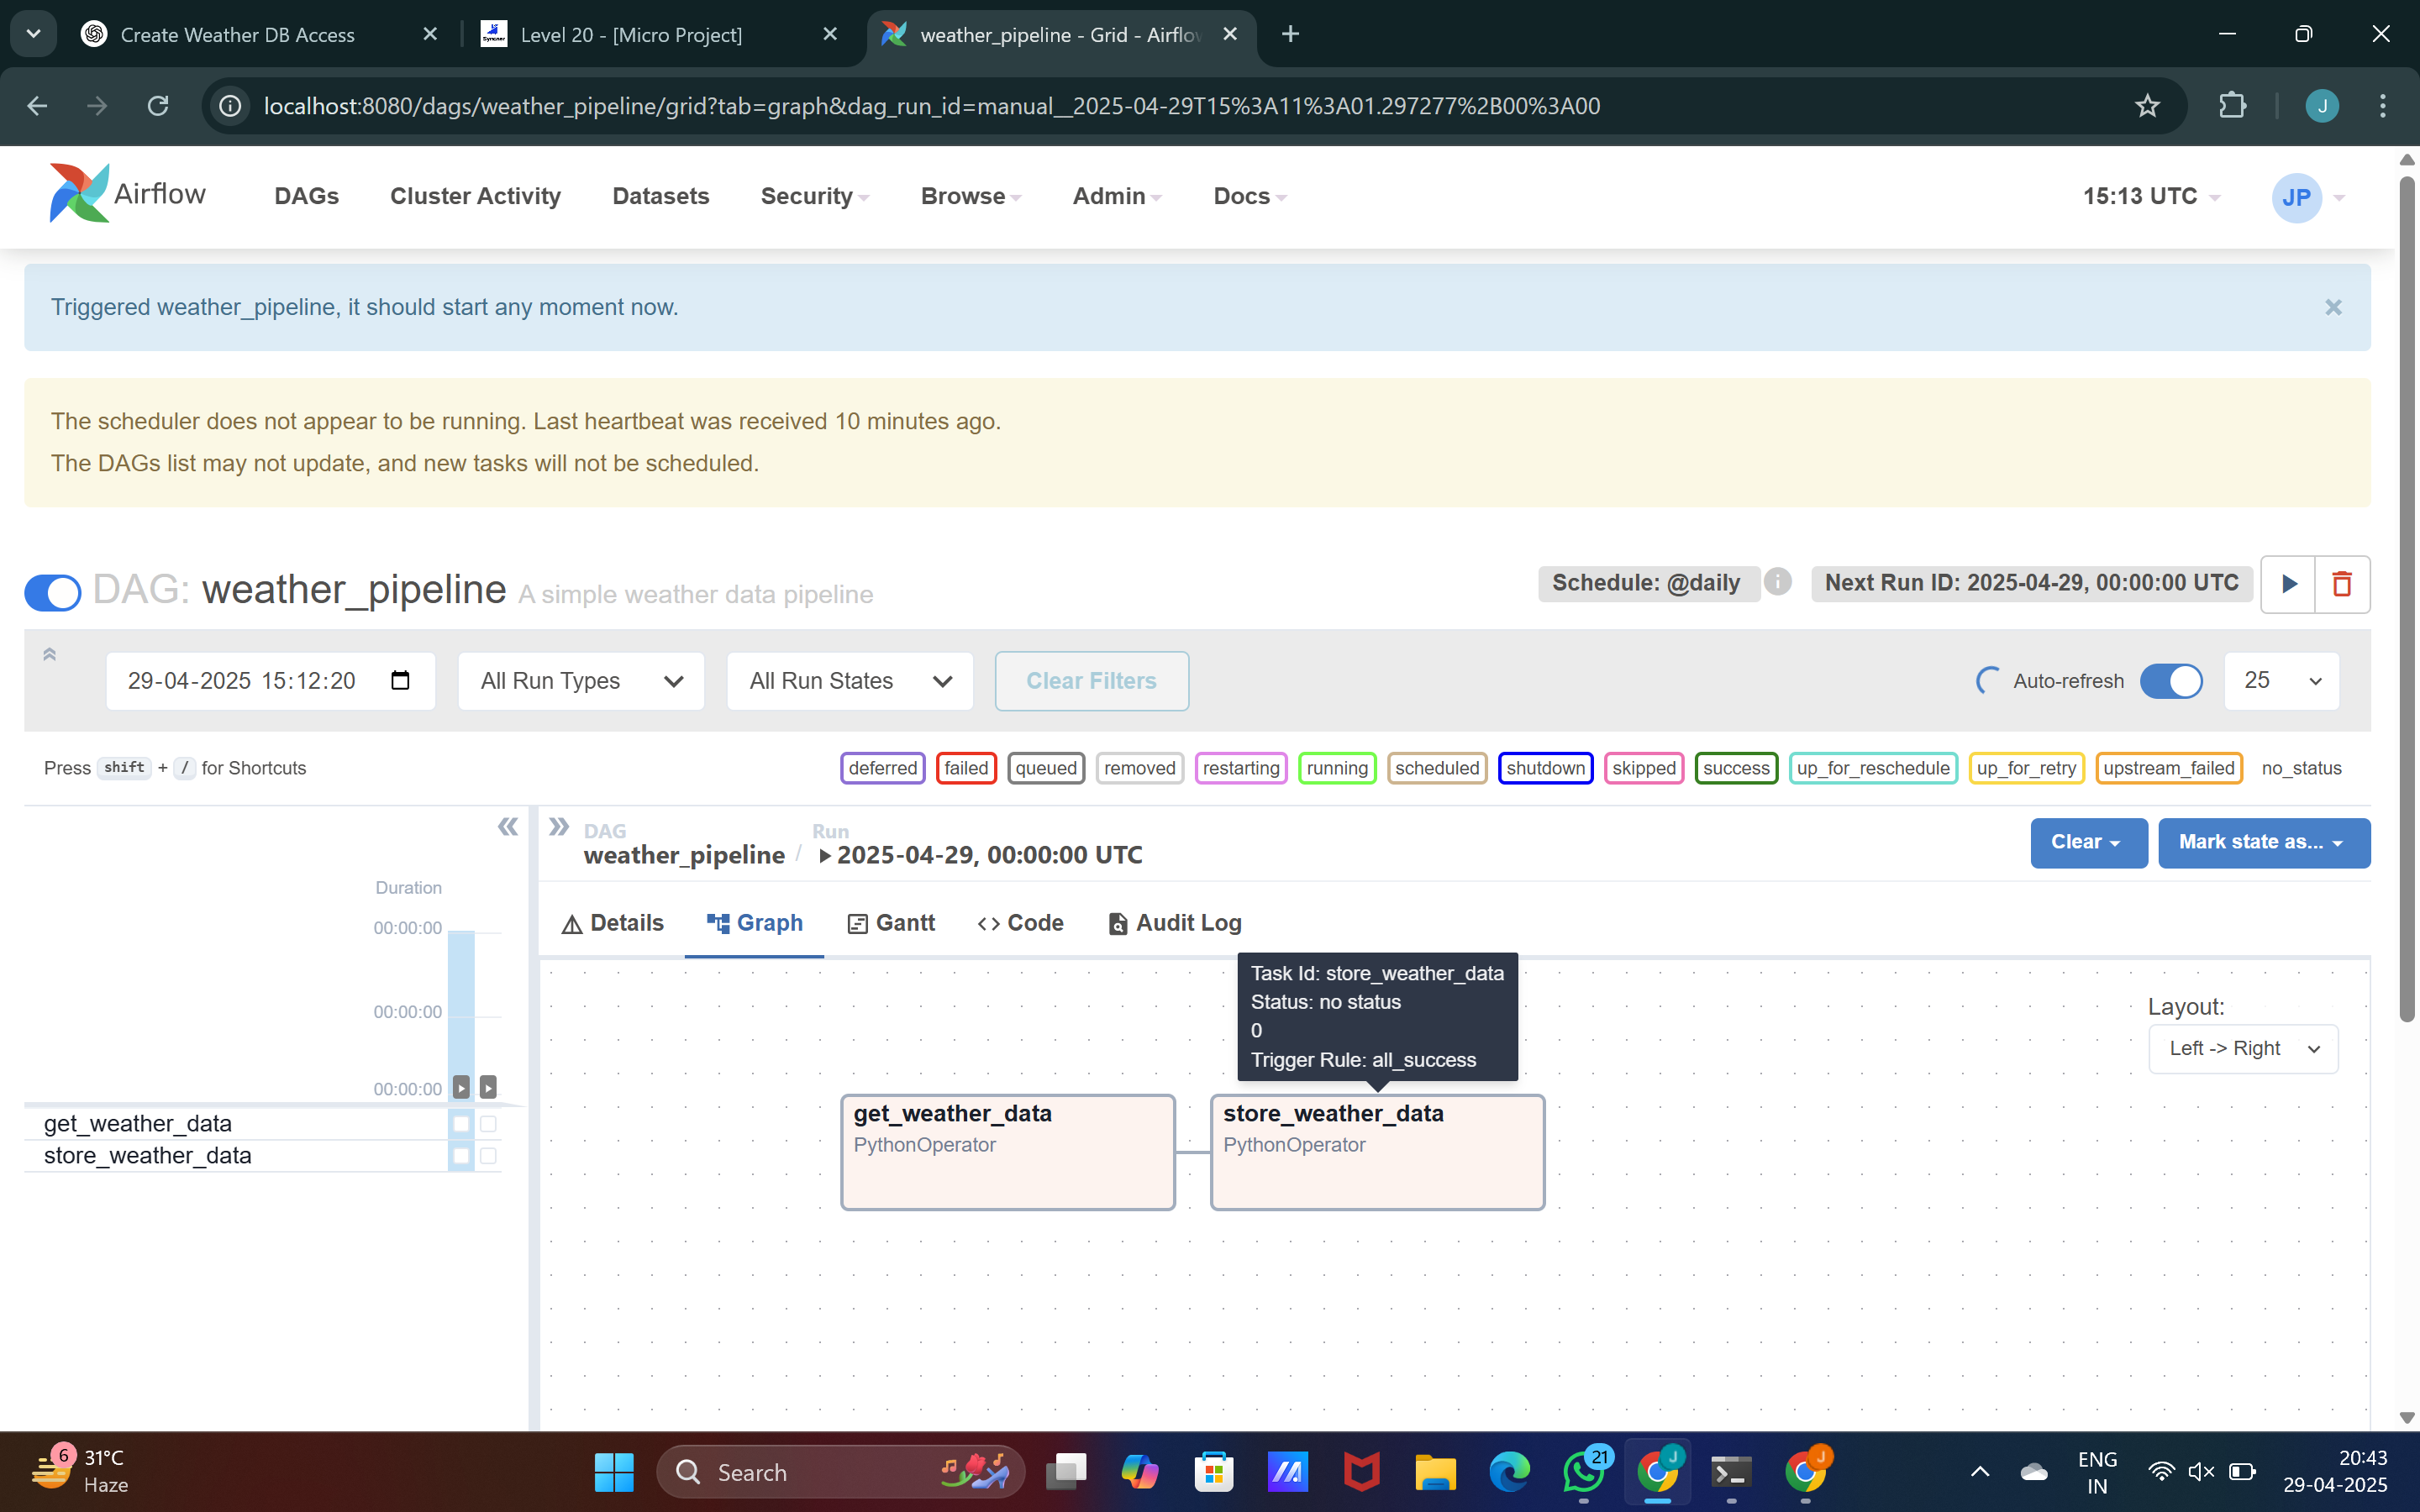 Create Weather DB Access
Level 20 - [Micro Project]
weather_pipeline - Grid - Airflow
localhost:8080/dags/weather_pipeline/grid?tab=graph&dag_run_id=manual__2025-04-29T15%3A11%3A01.297277%2B00%3A00
J
Airflow
DAGs
Cluster Activity
Datasets
Security
Browse
Admin
Docs
15:13 UTC
JP
Triggered weather_pipeline, it should start any moment now.
×
The scheduler does not appear to be running. Last heartbeat was received 10 minutes ago.
The DAGs list may not update, and new tasks will not be scheduled.
DAG: weather_pipeline A simple weather data pipeline
Schedule: @daily
i
Next Run ID: 2025-04-29, 00:00:00 UTC
29-04-2025 15:12:20
All Run Types
All Run States
Clear Filters
Auto-refresh
25
Press shift + / for Shortcuts
deferred
failed
queued
removed
restarting
running
scheduled
shutdown
skipped
success
up_for_reschedule
up_for_retry
upstream_failed
no_status
DAG
weather_pipeline /
Run
2025-04-29, 00:00:00 UTC
Clear
Mark state as...
Duration
00:00:00
00:00:00
00:00:00
get_weather_data
store_weather_data
Details
Graph
Gantt
Code
Audit Log
Task Id: store_weather_data
Status: no status
0
Trigger Rule: all_success
Layout:
Left -> Right
get_weather_data
PythonOperator
store_weather_data
PythonOperator
6
31°C
Haze
Search
21
J
J
ENG
IN
20:43
29-04-2025